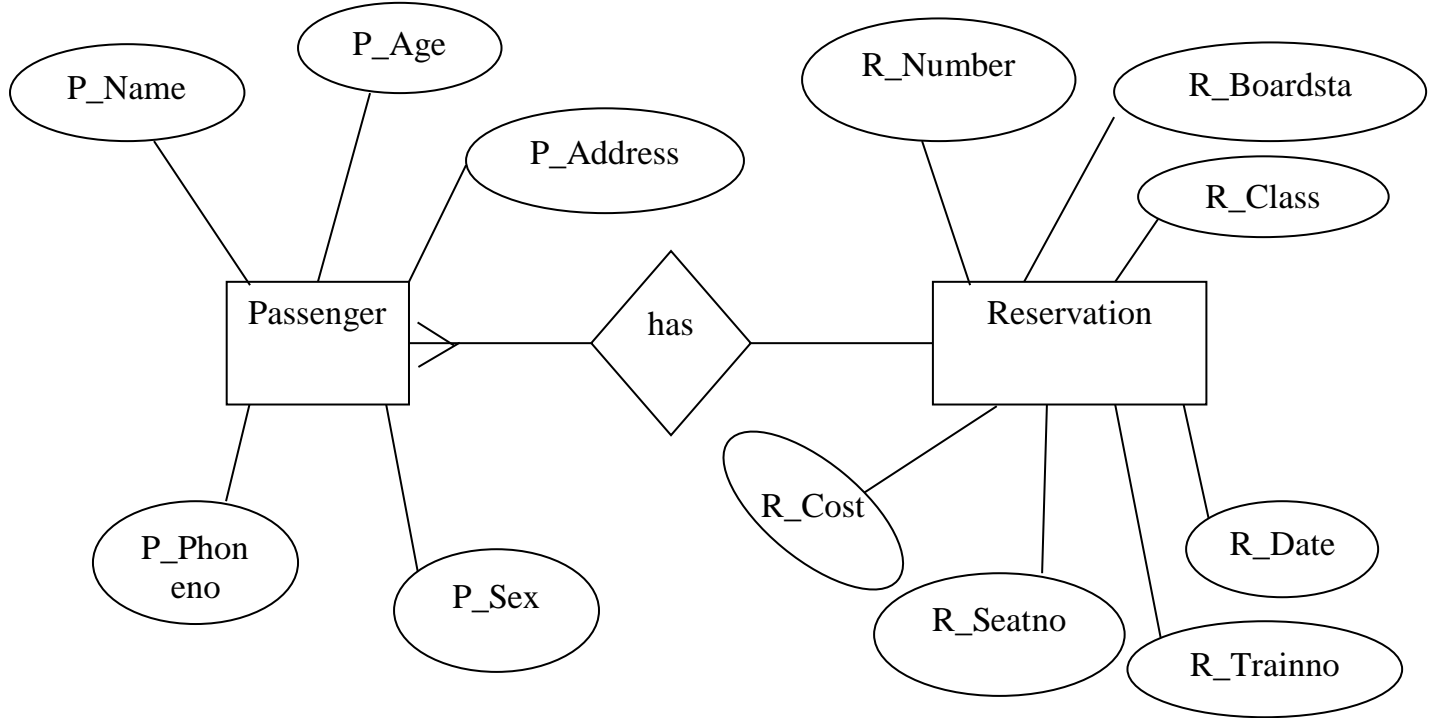 P_Age
P_Name
R_Number
R_Boardsta
P_Address
R_Class
Passenger
has
Reservation
R_Cost
P_Phon
eno
R_Date
P_Sex
R_Seatno
R_Trainno